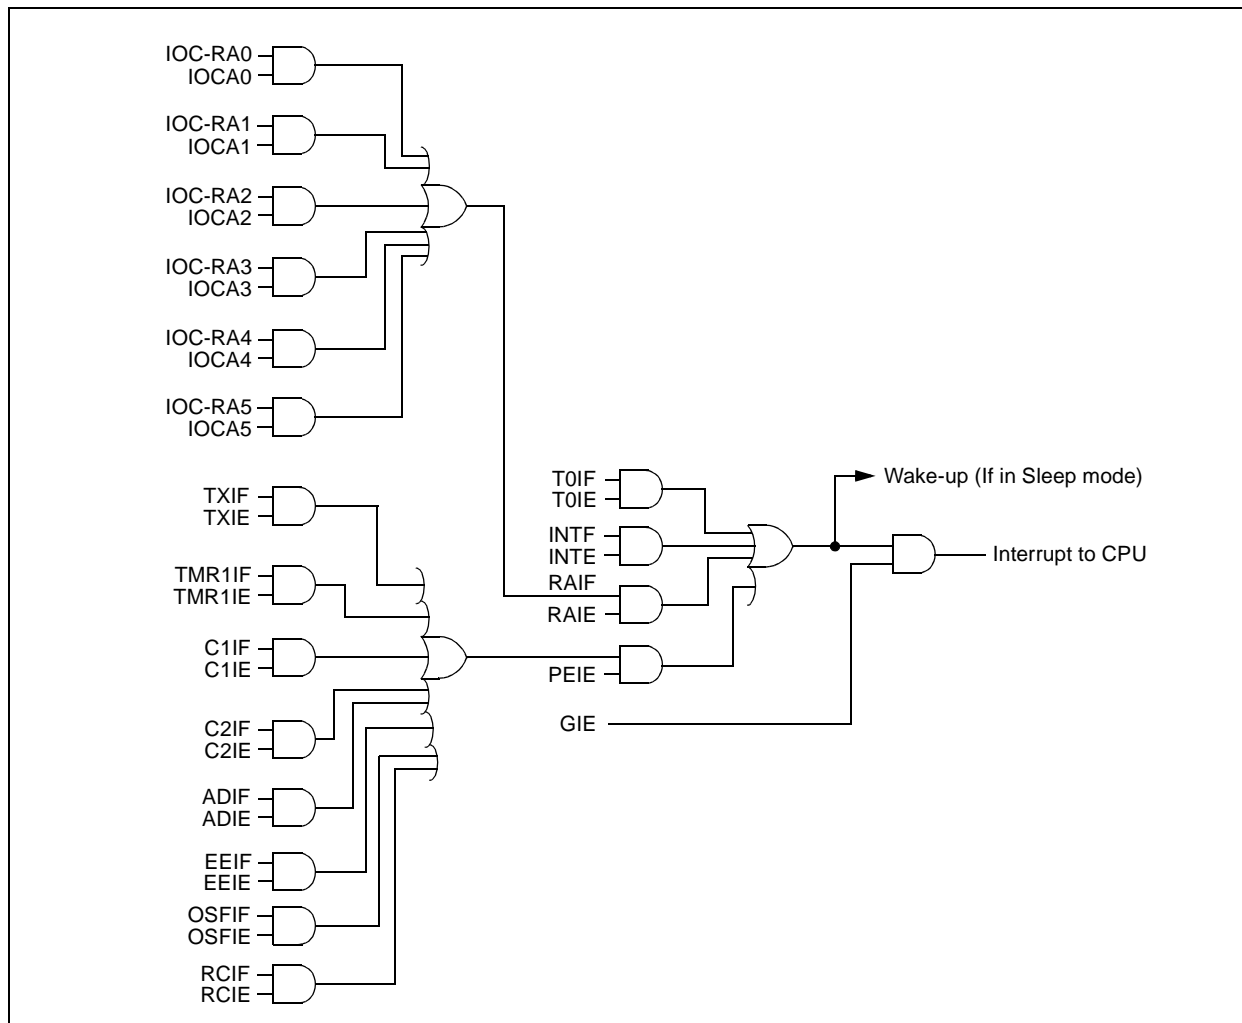 IOC-RA0
IOCA0
IOC-RA1
IOCA1
IOC-RA2
IOCA2
IOC-RA3
IOCA3
IOC-RA4
IOCA4
IOC-RA5
IOCA5
TXIF
TXIE
TMR1IF
TMR1IE
C1IF
C1IE
C2IF
C2IE
ADIF
ADIE
EEIF
EEIE
OSFIF
OSFIE
RCIF
RCIE
T0IF
T0IE
INTF
INTE
RAIF
RAIE
PEIE
GIE
Wake-up (If in Sleep mode)
Interrupt to CPU